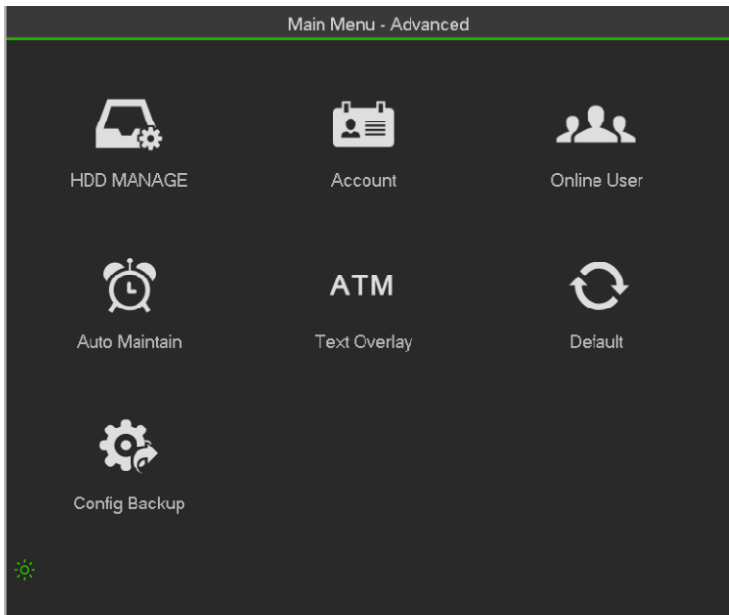 Main Menu - Advanced
HDD MANAGE
Account
Online User
Auto Maintain
ATM
Text Overlay
Default
Config Backup